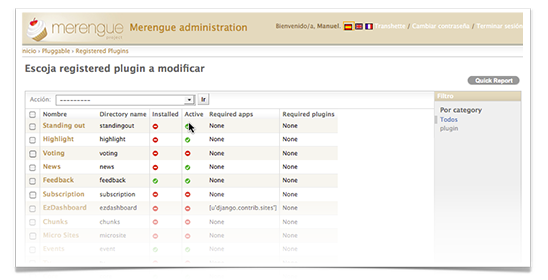 merengue Merengue administration
project
Bienvenido/a, Manuel. Transhette / Cambiar contraseña / Terminar sesión
Inicio › Pluggable › Registered Plugins
Escoja registered plugin a modificar
Quick Report
Acción: --------- Ir
Nombre Directory name Installed Active Required apps Required plugins
Standing out standingout None None
Highlight highlight None None
Voting voting None None
News news None None
Feedback feedback None None
Subscription subscription None None
EzDashboard ezdashboard [u'django.contrib.sites'] None
Chunks chunks None None
Micro Sites microsite None None
Events event None None
Filtro
Por category
Todos
plugin